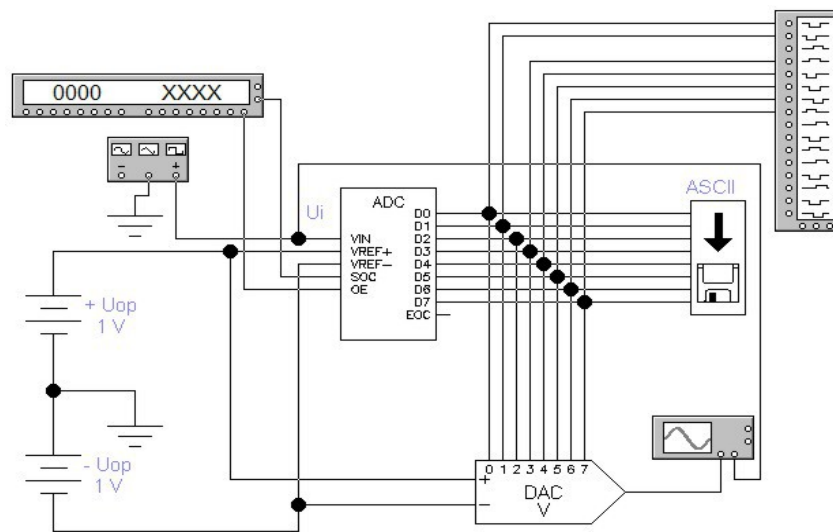 0000 XXXX
ASCII
Ui
ADC
VIN
VREF+
VREF-
SOC
OE
D0
D1
D2
D3
D4
D5
D6
D7
EOC
+ Uop
1 V
- Uop
1 V
0 1 2 3 4 5 6 7
+
-
DAC
V